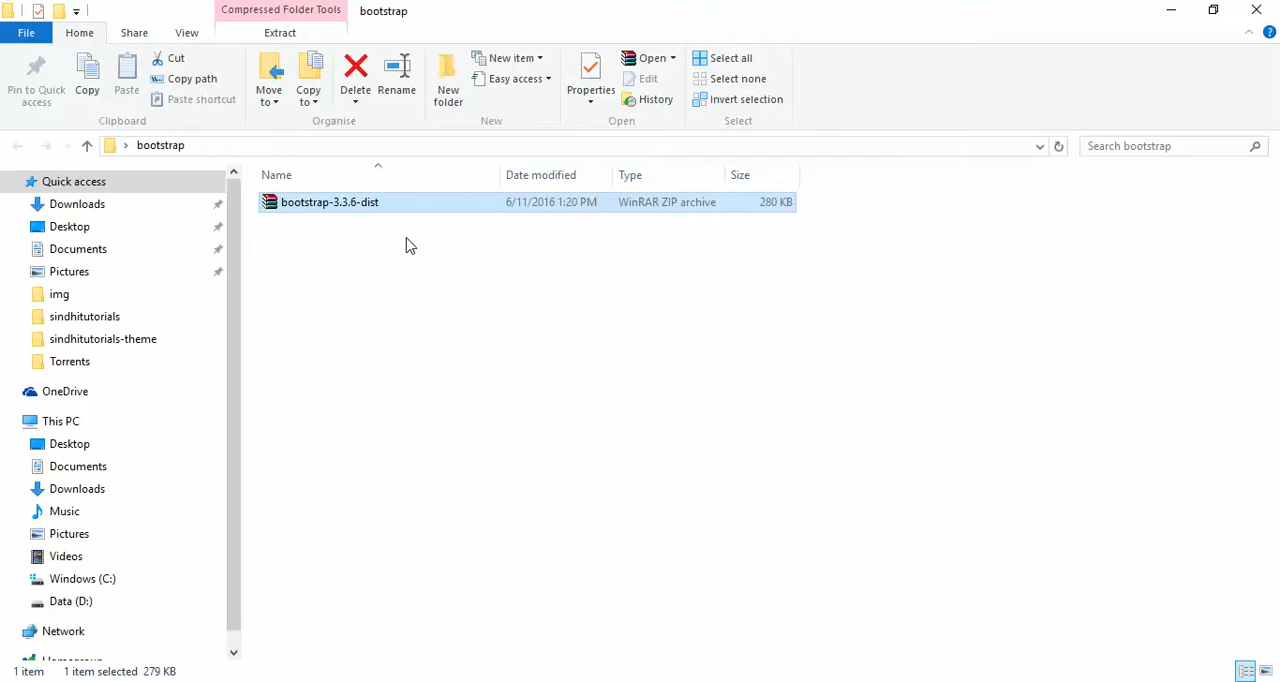 Compressed Folder Tools
bootstrap
File
Home
Share
View
Extract
Pin to Quick access
Copy
Paste
Cut
Copy path
Paste shortcut
Clipboard
Move to
Copy to
Delete
Rename
Organise
New folder
New item
Easy access
New
Properties
Open
Edit
History
Open
Select all
Select none
Invert selection
Select
bootstrap
Search bootstrap
Name
Date modified
Type
Size
bootstrap-3.3.6-dist
6/11/2016 1:20 PM
WinRAR ZIP archive
280 KB
Quick access
Downloads
Desktop
Documents
Pictures
img
sindhitutorials
sindhitutorials-theme
Torrents
OneDrive
This PC
Desktop
Documents
Downloads
Music
Pictures
Videos
Windows (C:)
Data (D:)
Network
1 item
1 item selected 279 KB